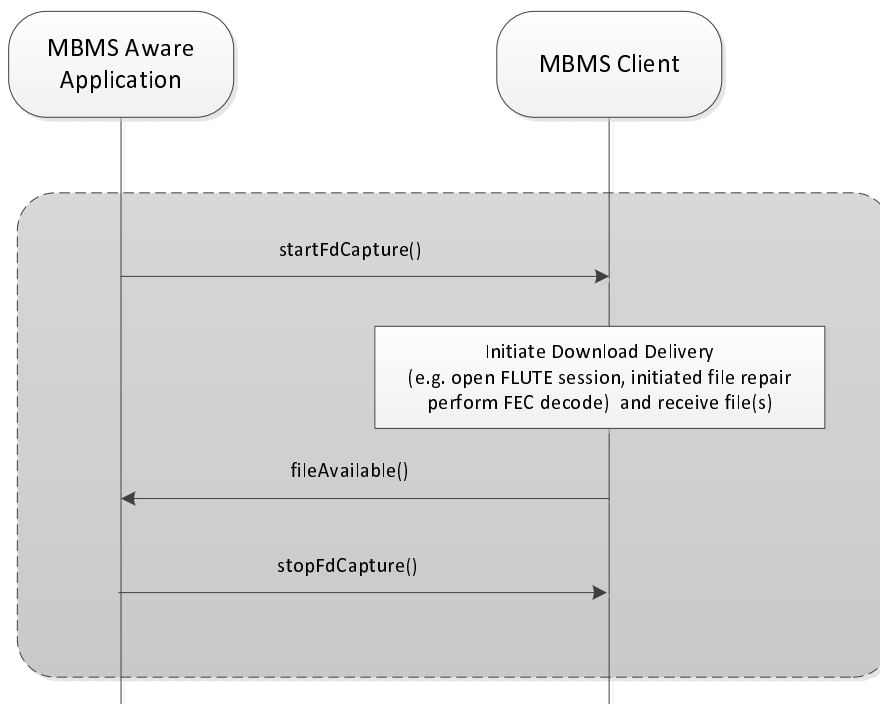 MBMS Aware
Application
MBMS Client
startFdCapture()
Initiate Download Delivery
(e.g. open FLUTE session, initiated file repair
perform FEC decode) and receive file(s)
fileAvailable()
stopFdCapture()